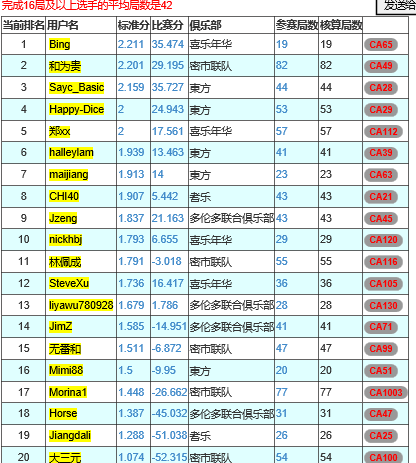 完成16局及以上选手的平均局数是42
发送给
当前排名 用户名 标准分 比赛分 俱乐部 参赛局数 核算局数
1 Bing 2.211 35.474 喜乐年华 19 19 CA65
2 和为贵 2.201 29.195 密市联队 82 82 CA49
3 Sayc_Basic 2.159 35.727 東方 44 44 CA28
4 Happy-Dice 2 24.943 東方 53 53 CA29
5 郑xx 2 17.561 喜乐年华 57 57 CA112
6 halleylam 1.939 13.463 東方 41 41 CA39
7 maijiang 1.913 14 東方 23 23 CA63
8 CHI40 1.907 5.442 耆乐 43 43 CA21
9 Jzeng 1.837 21.163 多伦多联合俱乐部 43 43 CA45
10 nickhbj 1.793 6.655 喜乐年华 29 29 CA120
11 林佩成 1.791 -3.018 密市联队 55 55 CA116
12 SteveXu 1.736 16.417 喜乐年华 36 36 CA105
13 liyawu780928 1.679 1.786 多伦多联合俱乐部 28 28 CA130
14 JimZ 1.585 -14.951 多伦多联合俱乐部 41 41 CA71
15 无番和 1.511 -6.872 密市联队 47 47 CA99
16 Mimi88 1.5 -9.95 東方 20 20 CA51
17 Morina1 1.448 -26.662 密市联队 77 77 CA1003
18 Horse 1.387 -45.032 多伦多联合俱乐部 31 31 CA47
19 Jiangdali 1.288 -51.038 耆乐 26 26 CA25
20 大三元 1.074 -52.315 密市联队 54 54 CA100